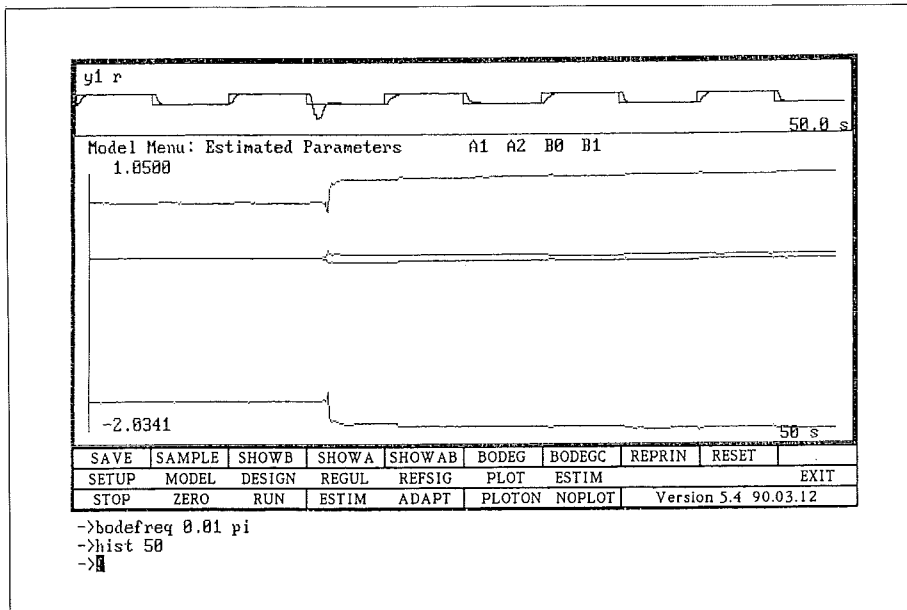 y1 r
50.0 s
Model Menu: Estimated Parameters A1 A2 B0 B1
1.0500
-2.0341
50 s
SAVE SAMPLE SHOWB SHOWA SHOWAB BODEG BODEGC REPRIN RESET
SETUP MODEL DESIGN REGUL REFSIG PLOT ESTIM EXIT
STOP ZERO RUN ESTIM ADAPT PLOTON NOPLOT Version 5.4 90.03.12
->bodefreq 0.01 pi
->hist 50
->